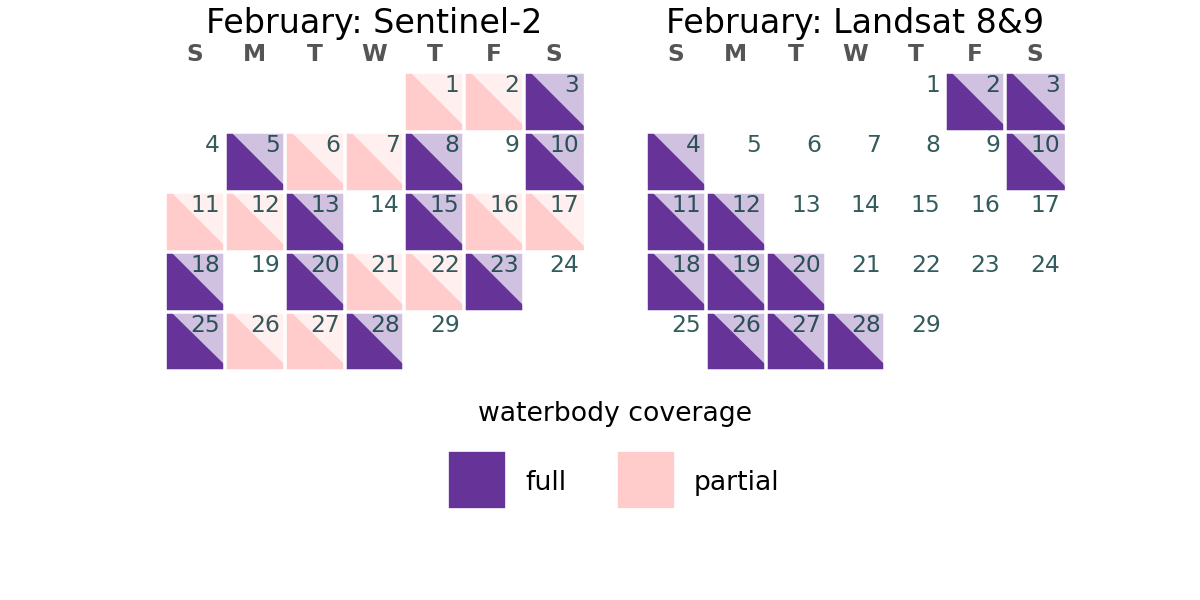 February: Sentinel-2
S M T W T F S
1 2 3
4 5 6 7 8 9 10
11 12 13 14 15 16 17
18 19 20 21 22 23 24
25 26 27 28 29
February: Landsat 8&9
S M T W T F S
1 2 3
4 5 6 7 8 9 10
11 12 13 14 15 16 17
18 19 20 21 22 23 24
25 26 27 28 29
waterbody coverage
full
partial